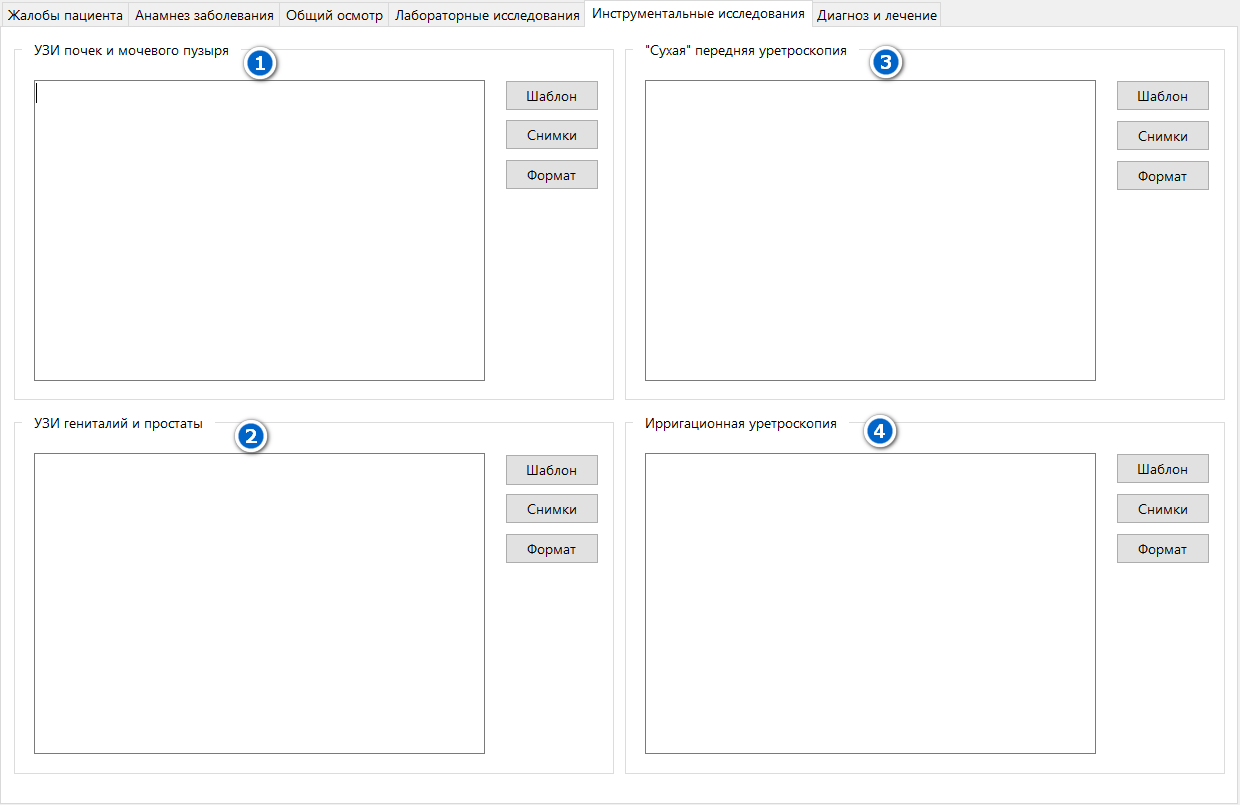 Жалобы пациента
Анамнез заболевания
Общий осмотр
Лабораторные исследования
Инструментальные исследования
Диагноз и лечение
УЗИ почек и мочевого пузыря
1
Шаблон
Снимки
Формат
УЗИ гениталий и простаты
2
Шаблон
Снимки
Формат
"Сухая" передняя уретроскопия
3
Шаблон
Снимки
Формат
Ирригационная уретроскопия
4
Шаблон
Снимки
Формат